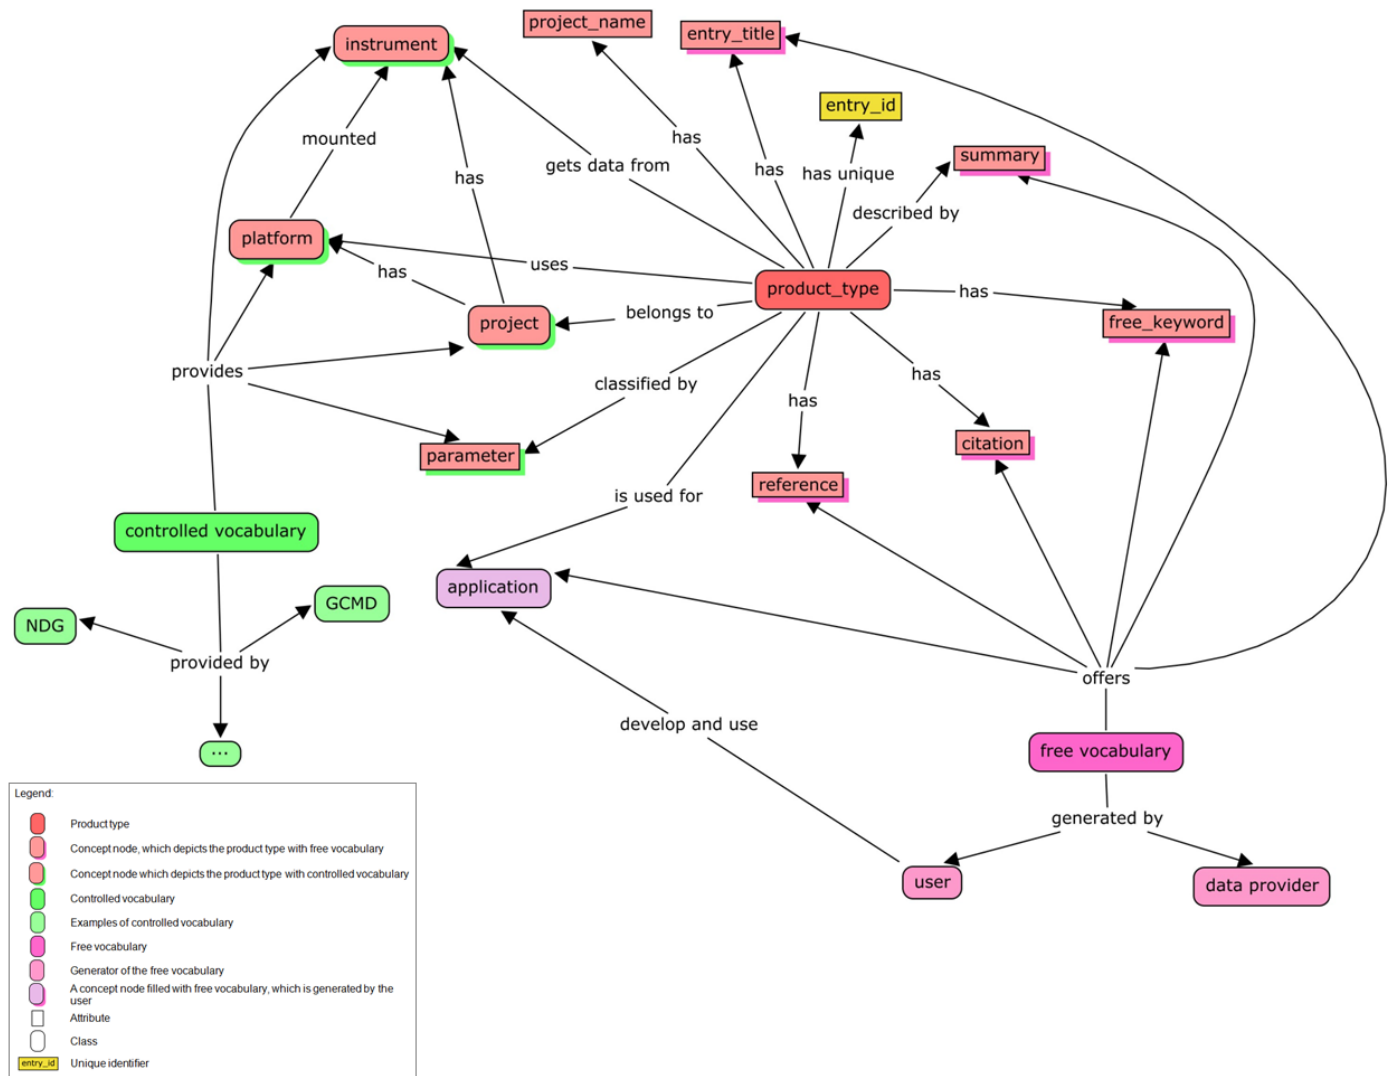 project_name
entry_title
instrument
entry_id
mounted
has
gets data from
has
has
has unique
summary
described by
platform
uses
has
product_type
has
project
belongs to
free_keyword
provides
classified by
has
has
parameter
citation
reference
is used for
controlled vocabulary
application
GCMD
NDG
provided by
offers
develop and use
...
free vocabulary
generated by
user
data provider
Legend:
Product type
Concept node, which depicts the product type with free vocabulary
Concept node which depicts the product type with controlled vocabulary
Controlled vocabulary
Examples of controlled vocabulary
Free vocabulary
Generator of the free vocabulary
A concept node filled with free vocabulary, which is generated by the
user
Attribute
Class
entry_id Unique identifier